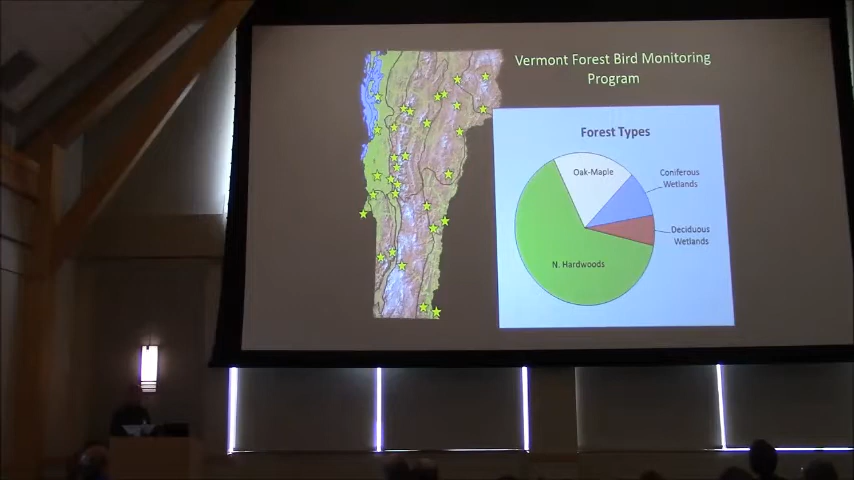 Vermont Forest Bird Monitoring
Program
Forest Types
Oak-Maple
Coniferous
Wetlands
Deciduous
Wetlands
N. Hardwoods